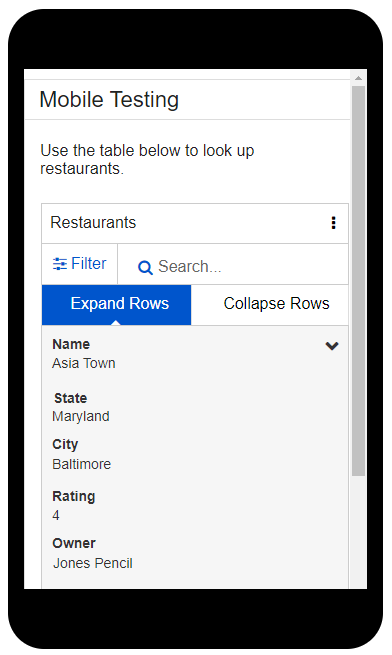 Mobile Testing
Use the table below to look up
restaurants.
Restaurants
Filter Search...
Expand Rows Collapse Rows
Name
Asia Town
State
Maryland
City
Baltimore
Rating
4
Owner
Jones Pencil